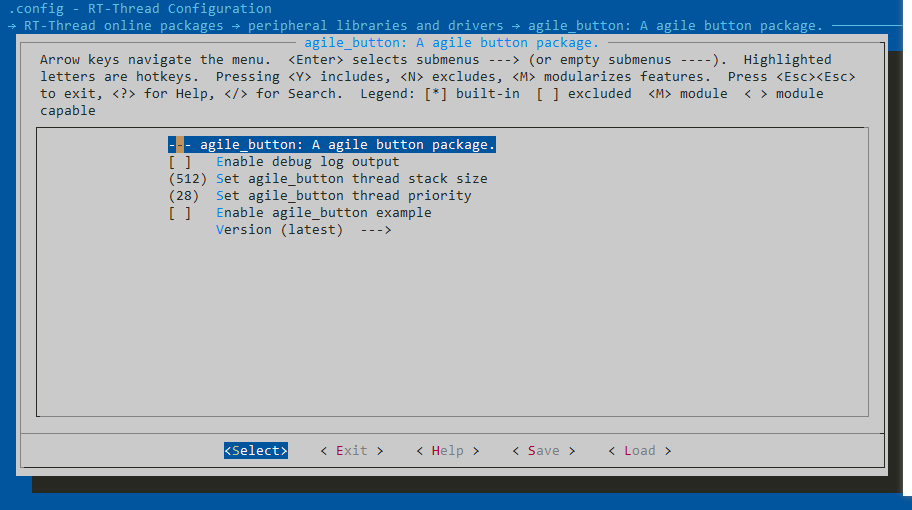 .config - RT-Thread Configuration
→ RT-Thread online packages → peripheral libraries and drivers → agile_button: A agile button package.
agile_button: A agile button package.
Arrow keys navigate the menu.  <Enter> selects submenus ---> (or empty submenus ----).  Highlighted
letters are hotkeys.  Pressing <Y> includes, <N> excludes, <M> modularizes features.  Press <Esc><Esc>
to exit, <?> for Help, </> for Search.  Legend: [*] built-in  [ ] excluded  <M> module  < > module
capable
--- agile_button: A agile button package.
[ ]   Enable debug log output
(512) Set agile_button thread stack size
(28)  Set agile_button thread priority
[ ]   Enable agile_button example
Version (latest)  --->
<Select>    < Exit >    < Help >    < Save >    < Load >